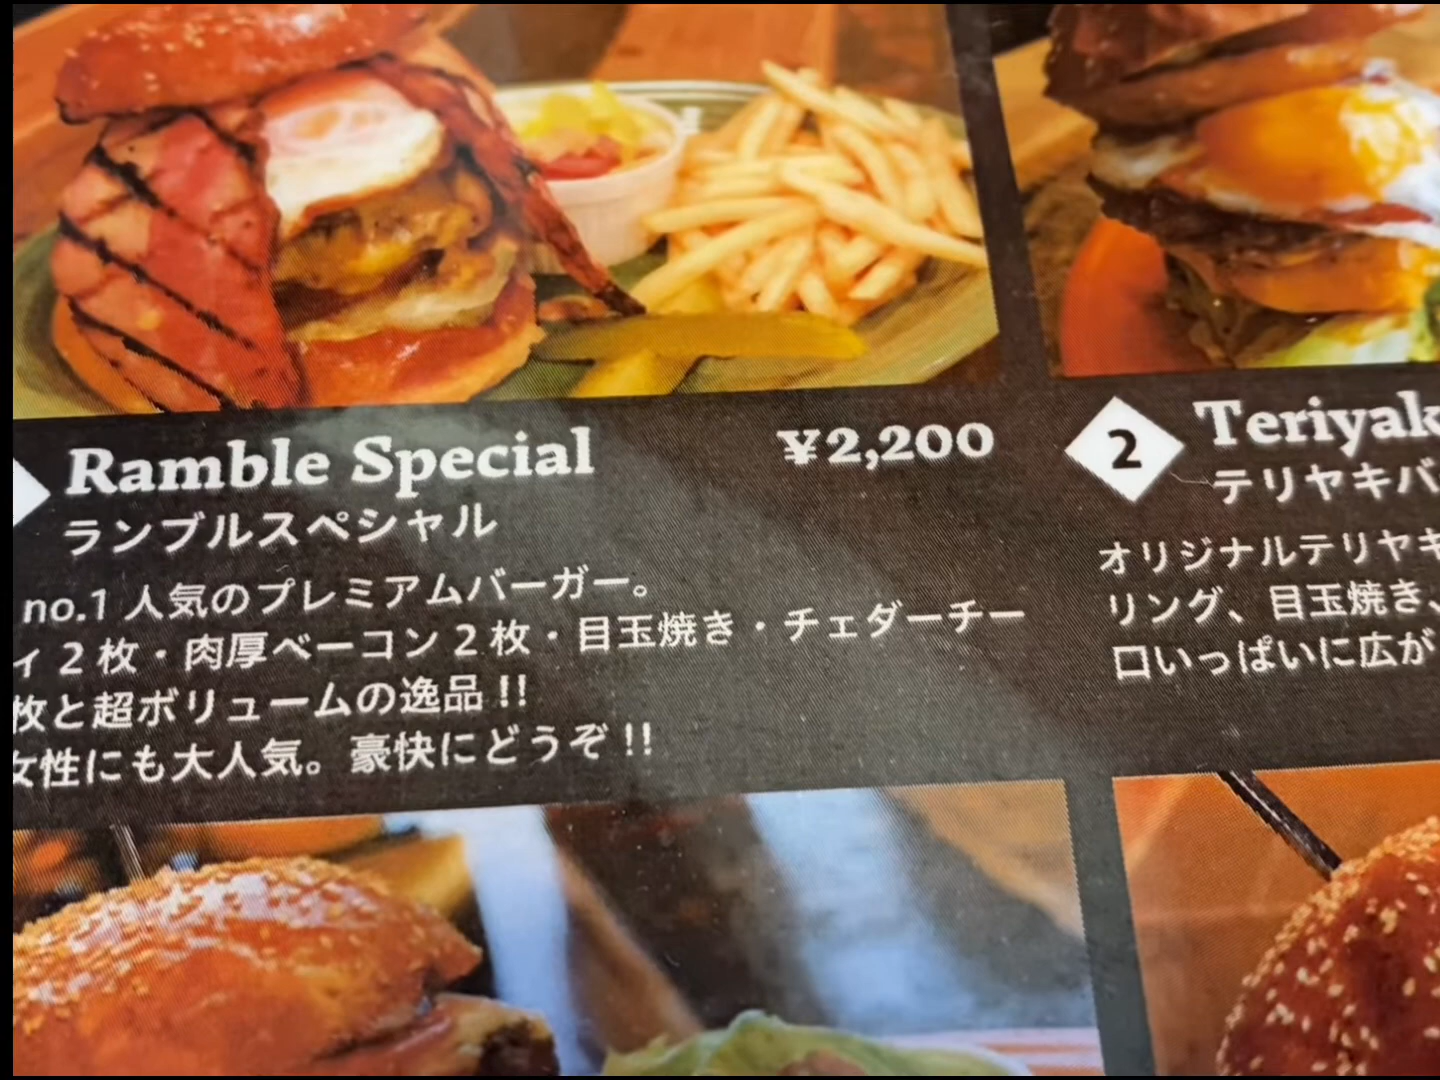 Ramble Special ¥2,200
ランブルスペシャル
no.1 人気のプレミアムバーガー。
ィ 2 枚・肉厚ベーコン 2 枚・目玉焼き・チェダーチー
枚と超ボリュームの逸品 !!
女性にも大人気。豪快にどうぞ !!
2 Teriyak
テリヤキバ
オリジナルテリヤキ
リング、目玉焼き、
口いっぱいに広が